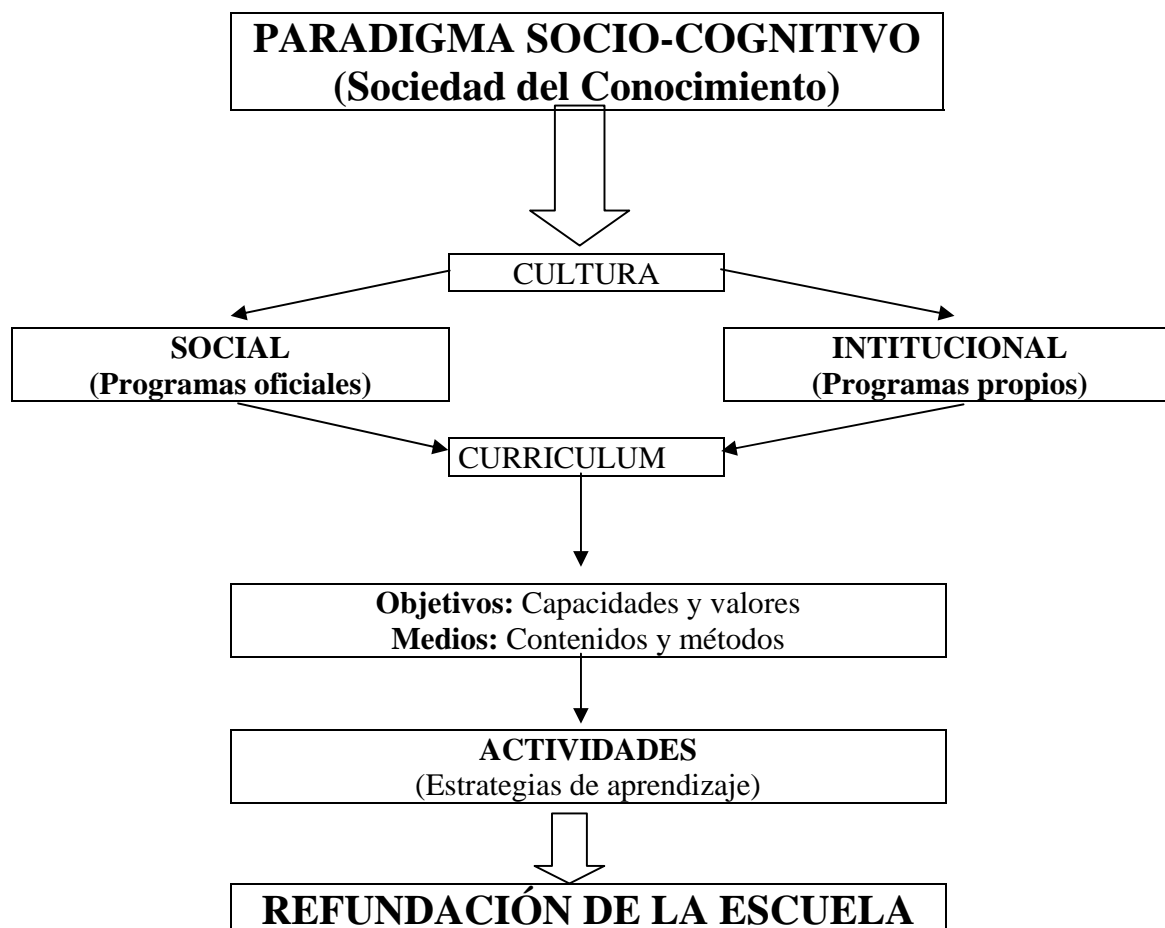 PARADIGMA SOCIO-COGNITIVO
(Sociedad del Conocimiento)
CULTURA
SOCIAL
(Programas oficiales)
INTITUCIONAL
(Programas propios)
CURRICULUM
Objetivos: Capacidades y valores
Medios: Contenidos y métodos
ACTIVIDADES
(Estrategias de aprendizaje)
REFUNDACIÓN DE LA ESCUELA